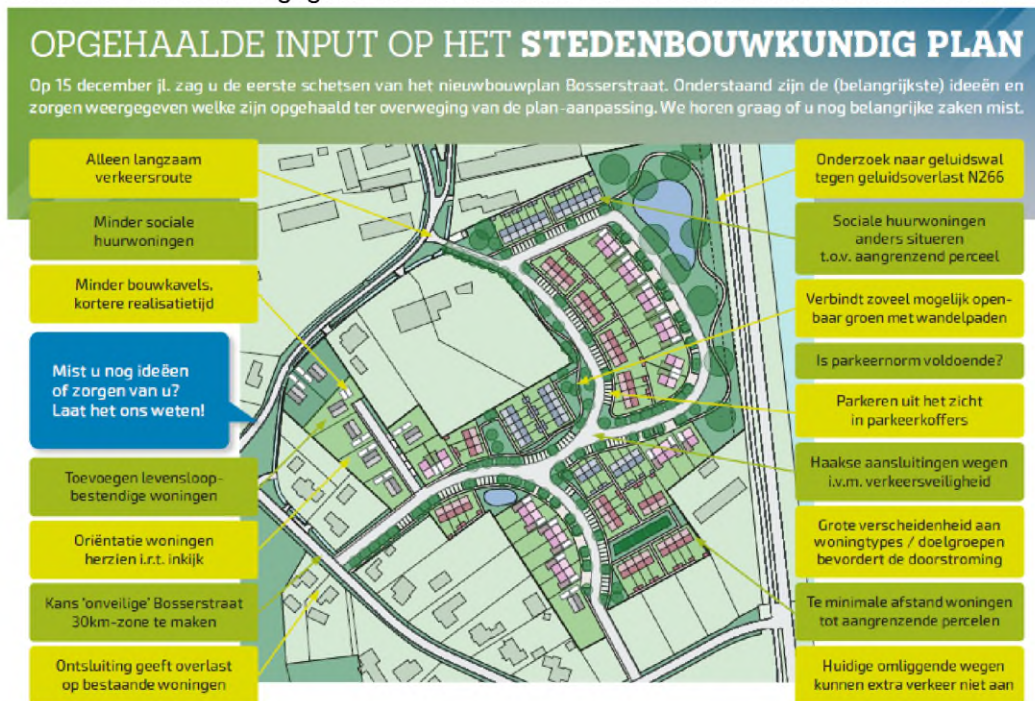 OPGEHAALDE INPUT OP HET STEDENBOUWKUNDIG PLAN
Op 15 december jl. zag u de eerste schetsen van het nieuwbouwplan Bosserstraat. Onderstaand zijn de (belangrijkste) ideeën en
zorgen weergegeven welke zijn opgehaald ter overweging van de plan-aanpassing. We horen graag of u nog belangrijke zaken mist.
Alleen langzaam
verkeersroute
Minder sociale
huurwoningen
Minder bouwkavels,
kortere realisatietijd
Mist u nog ideëen
of zorgen van u?
Laat het ons weten!
Toevoegen levensloop-
bestendige woningen
Oriëntatie woningen
herzien i.r.t. inkijk
Kans 'onveilige' Bosserstraat
30km-zone te maken
Ontsluiting geeft overlast
op bestaande woningen
Onderzoek naar geluidswal
tegen geluidsoverlast N266
Sociale huurwoningen
anders situeren
t.o.v. aangrenzend perceel
Verbindt zoveel mogelijk open-
baar groen met wandelpaden
Is parkeernorm voldoende?
Parkeren uit het zicht
in parkeerkoffers
Haakse aansluitingen wegen
i.v.m. verkeersveiligheid
Grote verscheidenheid aan
woningtypes / doelgroepen
bevordert de doorstroming
Te minimale afstand woningen
tot aangrenzende percelen
Huidige omliggende wegen
kunnen extra verkeer niet aan